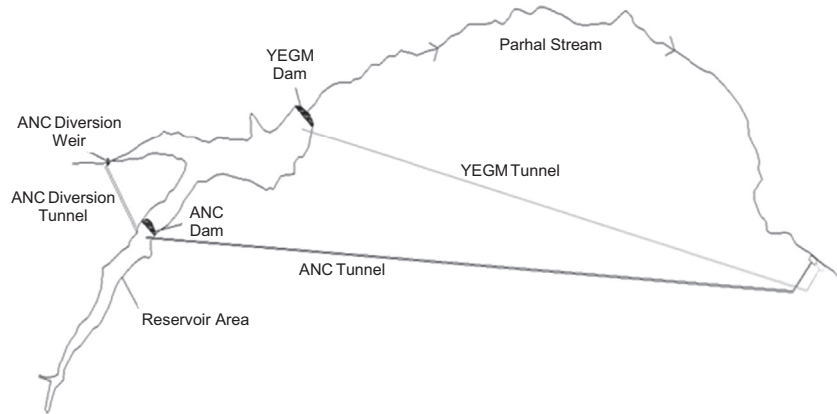 Parhal Stream
YEGM
Dam
ANC Diversion
Weir
YEGM Tunnel
ANC Diversion
Tunnel
ANC
Dam
ANC Tunnel
Reservoir Area